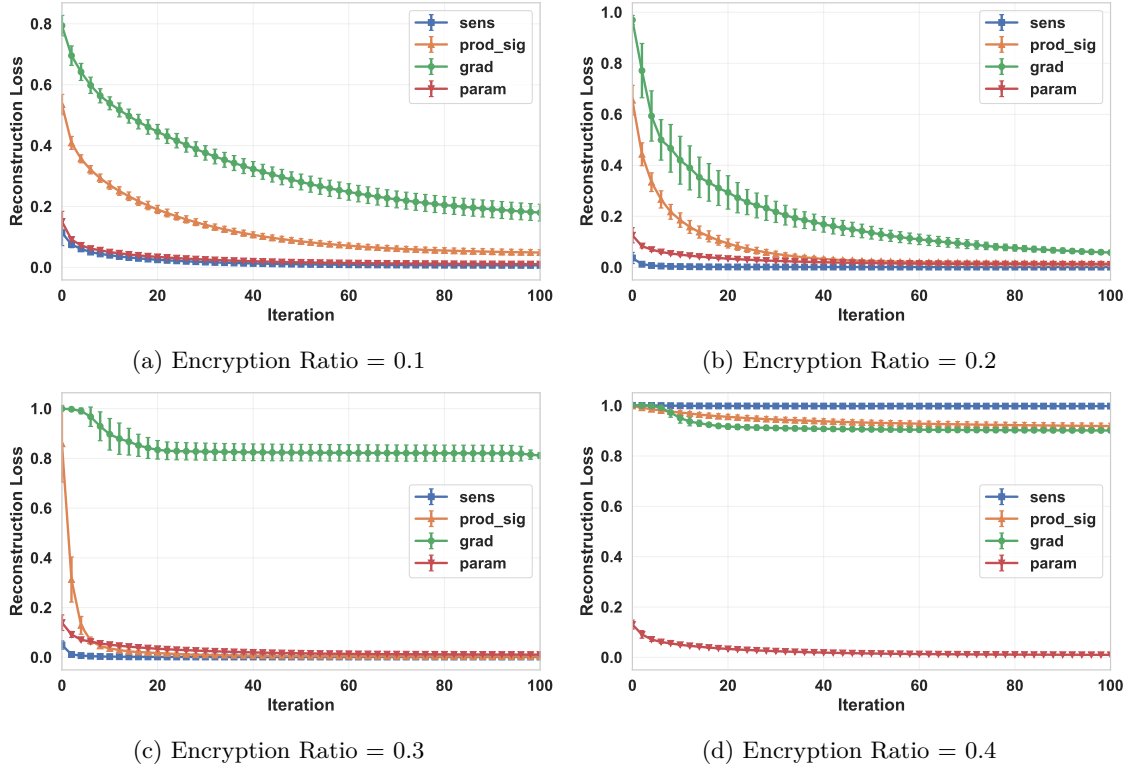 0.8
0.6
0.4
0.2
0.0
Reconstruction Loss
sens
prod_sig
grad
param
0 20 40 60 80 100
Iteration
(a) Encryption Ratio = 0.1
1.0
0.8
0.6
0.4
0.2
0.0
Reconstruction Loss
sens
prod_sig
grad
param
0 20 40 60 80 100
Iteration
(b) Encryption Ratio = 0.2
1.0
0.8
0.6
0.4
0.2
0.0
Reconstruction Loss
sens
prod_sig
grad
param
0 20 40 60 80 100
Iteration
(c) Encryption Ratio = 0.3
1.0
0.8
0.6
0.4
0.2
0.0
Reconstruction Loss
sens
prod_sig
grad
param
0 20 40 60 80 100
Iteration
(d) Encryption Ratio = 0.4